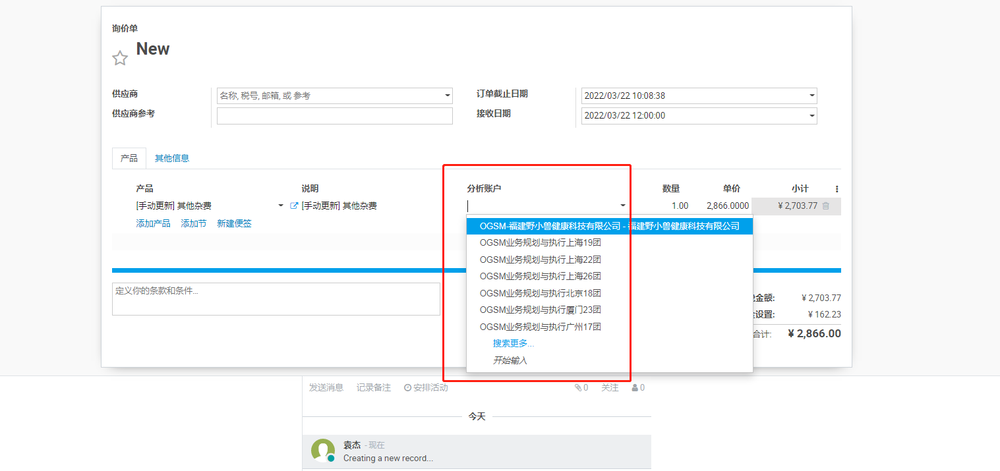 询价单
New
供应商 名称, 税号, 邮箱, 或 参考 订单截止日期 2022/03/22 10:08:38
供应商参考 接收日期 2022/03/22 12:00:00
产品 其他信息
产品 说明 分析账户 数量 单价 小计
[手动更新] 其他杂费 [手动更新] 其他杂费 1.00 2,866.0000 ¥ 2,703.77
添加产品 添加节 新建便签
OGSM-福建野小兽健康科技有限公司 - 福建野小兽健康科技有限公司
OGSM业务规划与执行上海19团
OGSM业务规划与执行上海22团
OGSM业务规划与执行上海26团
OGSM业务规划与执行北京18团
OGSM业务规划与执行厦门23团
OGSM业务规划与执行广州17团
搜索更多...
开始输入
定义你的条款和条件...
金额: ¥ 2,703.77
设置: ¥ 162.23
合计: ¥ 2,866.00
发送消息 记录备注 安排活动 0 关注 0
今天
袁杰 - 现在
Creating a new record...